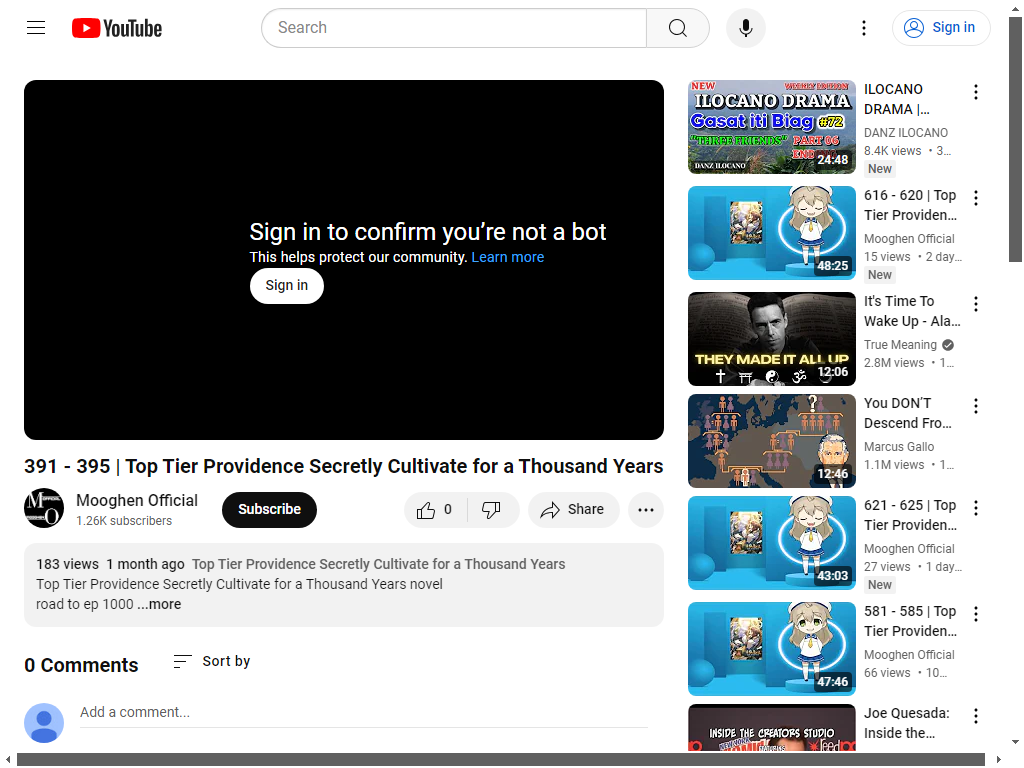 YouTube
Search
Sign in
Sign in to confirm you’re not a bot
This helps protect our community. Learn more
Sign in
391 - 395 | Top Tier Providence Secretly Cultivate for a Thousand Years
Mooghen Official
1.26K subscribers
Subscribe
0
Share
183 views 1 month ago Top Tier Providence Secretly Cultivate for a Thousand Years
Top Tier Providence Secretly Cultivate for a Thousand Years novel
road to ep 1000 ...more
0 Comments
Sort by
Add a comment...
NEW
WEEKLY EDITION
ILOCANO DRAMA
Gasat iti Biag #72
"THREE FRIENDS" PART 06
DANZ ILOCANO
24:48
ILOCANO
DRAMA |...
DANZ ILOCANO
8.4K views • 3...
New
48:25
616 - 620 | Top
Tier Providen...
Mooghen Official
15 views • 2 day...
New
THEY MADE IT ALL UP
12:06
It's Time To
Wake Up - Ala...
True Meaning
2.8M views • 1...
?
12:46
You DON'T
Descend Fro...
Marcus Gallo
1.1M views • 1...
43:03
621 - 625 | Top
Tier Providen...
Mooghen Official
27 views • 1 day...
New
47:46
581 - 585 | Top
Tier Providen...
Mooghen Official
66 views • 10...
INSIDE THE CREATORS STUDIO
Joe Quesada:
Inside the...